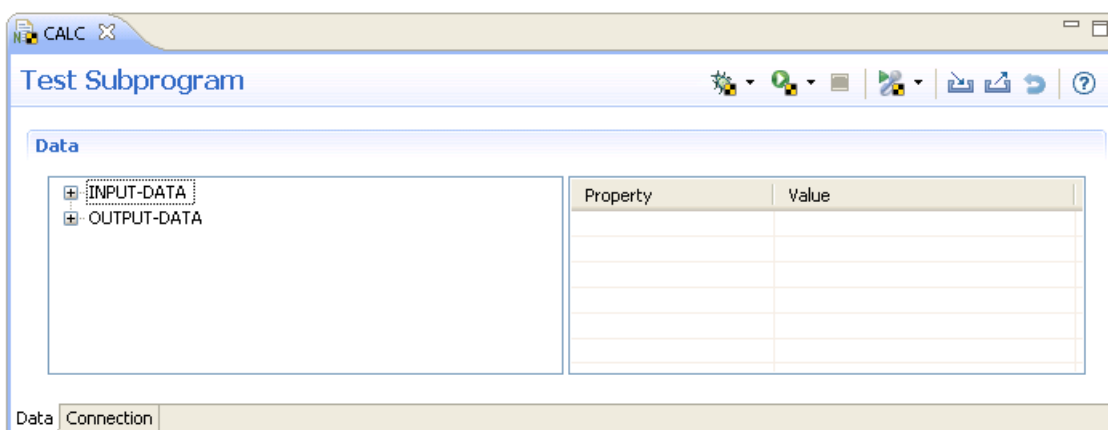 CALC
Test Subprogram
Data
INPUT-DATA
OUTPUT-DATA
Property Value
Data Connection